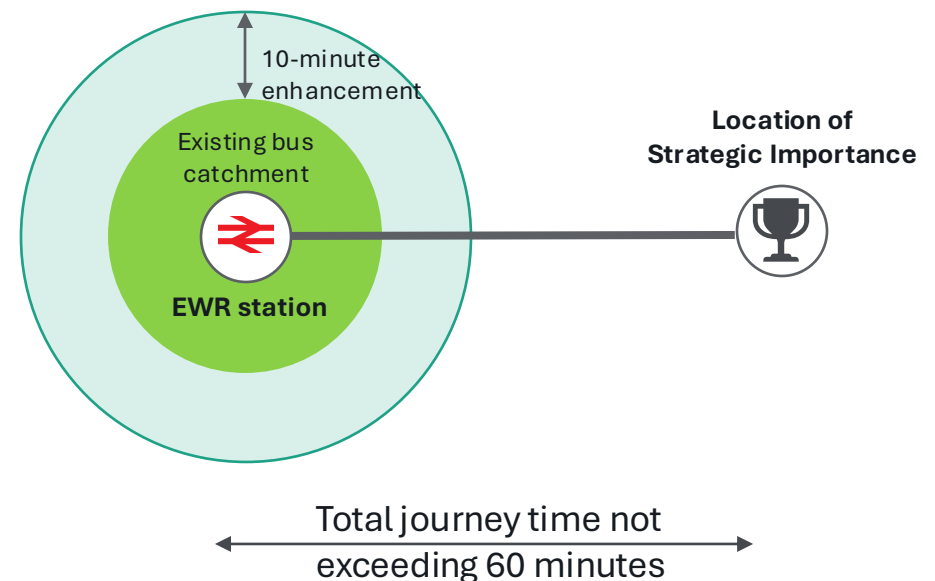 10-minute
enhancement
Existing bus
catchment
Location of
Strategic Importance
EWR station
Total journey time not
exceeding 60 minutes